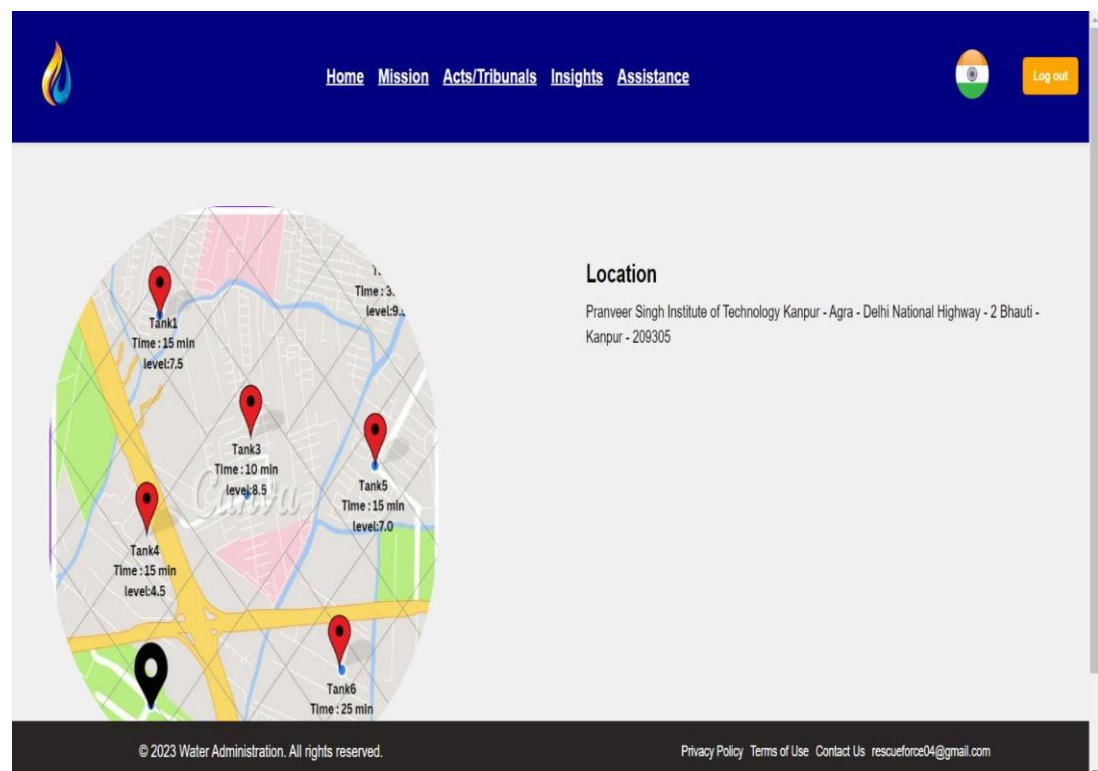 Home Mission Acts/Tribunals Insights Assistance
Log out
Time : 3.
level:9.
Tank1
Time : 15 min
level:7.5
Tank3
Time : 10 min
level:8.5
Canva
Tank5
Time : 15 min
level:7.0
Tank4
Time : 15 min
level:4.5
Tank6
Time : 25 min
Location
Pranveer Singh Institute of Technology Kanpur - Agra - Delhi National Highway - 2 Bhauti -
Kanpur - 209305
© 2023 Water Administration. All rights reserved.
Privacy Policy Terms of Use Contact Us rescueforce04@gmail.com